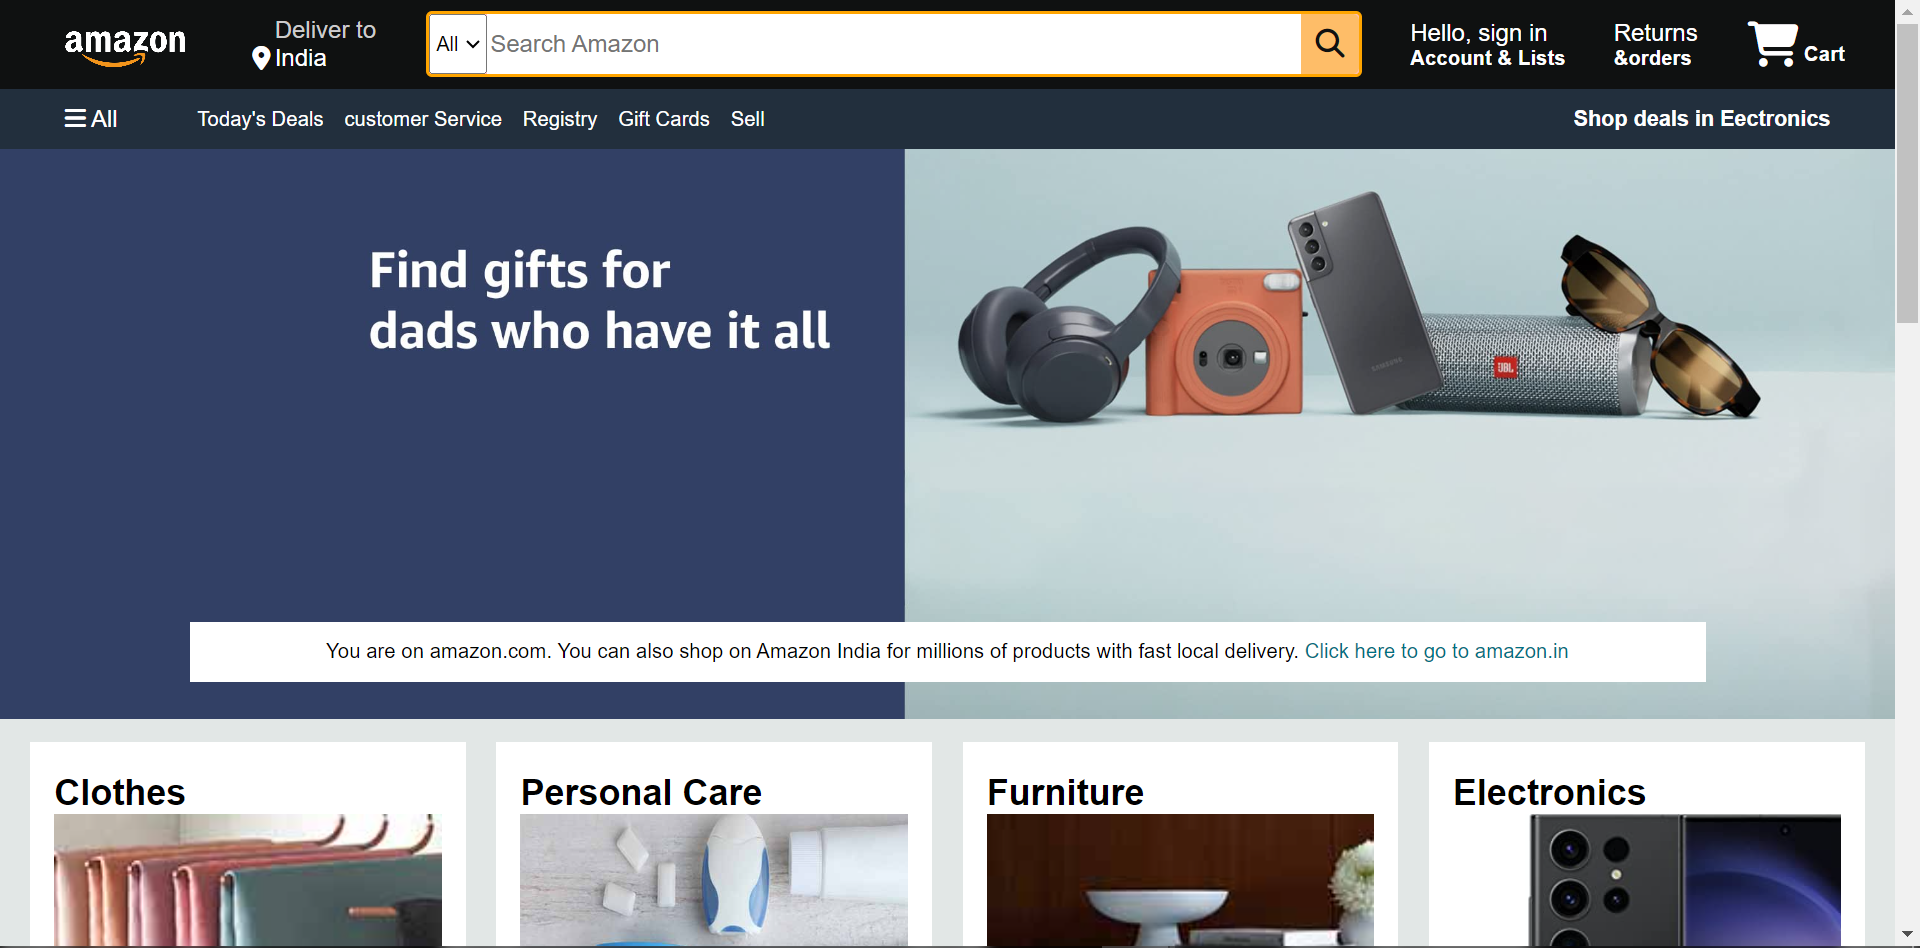 amazon
Deliver to
India
All
Search Amazon
Hello, sign in
Account & Lists
Returns
&orders
Cart
All
Today's Deals
customer Service
Registry
Gift Cards
Sell
Shop deals in Eectronics
Find gifts for
dads who have it all
SAMSUNG
JBL
You are on amazon.com. You can also shop on Amazon India for millions of products with fast local delivery. Click here to go to amazon.in
Clothes
Personal Care
Furniture
Electronics